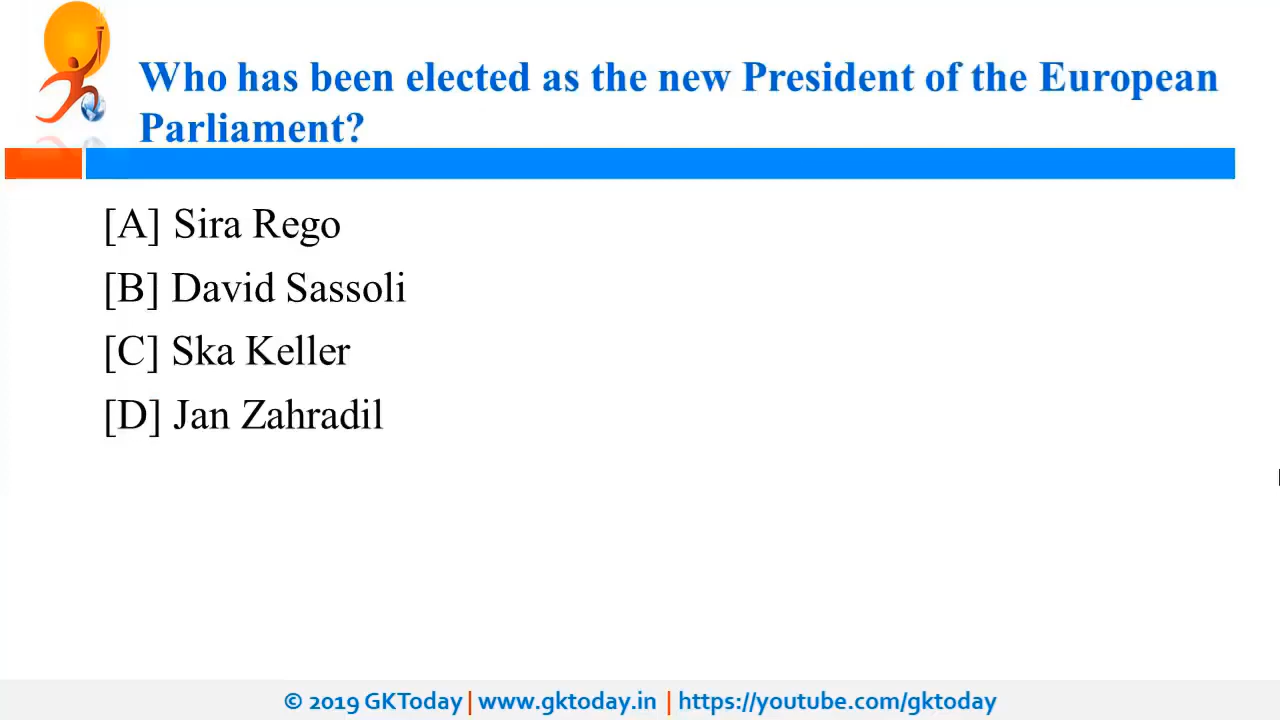 Who has been elected as the new President of the European
Parliament?
[A] Sira Rego
[B] David Sassoli
[C] Ska Keller
[D] Jan Zahradil
© 2019 GKToday | www.gktoday.in | https://youtube.com/gktoday